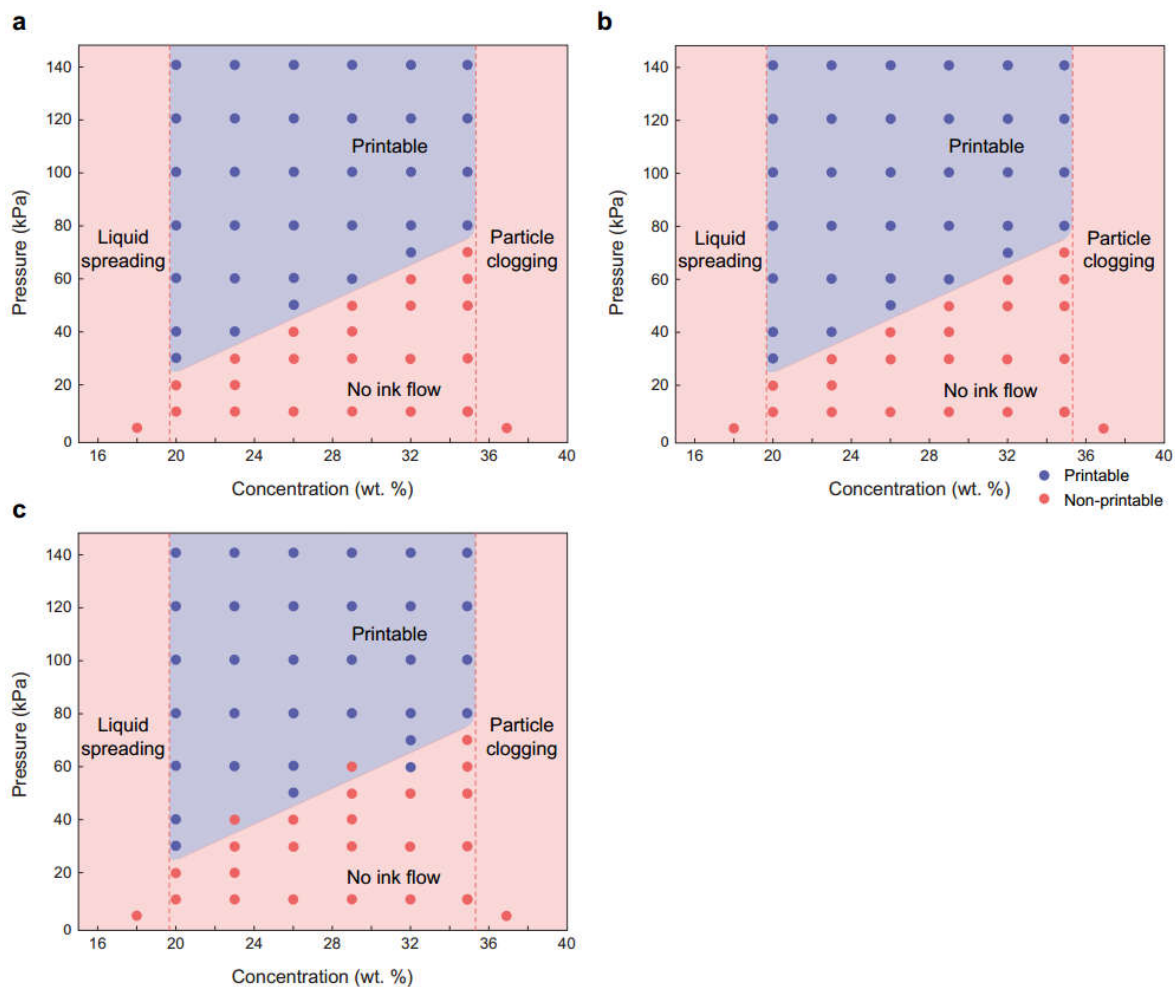 a
140
120
100
80
60
40
20
0
Pressure (kPa)
Liquid
spreading
Printable
No ink flow
Particle
clogging
16 20 24 28 32 36 40
Concentration (wt. %)
b
140
120
100
80
60
40
20
0
Pressure (kPa)
Liquid
spreading
Printable
No ink flow
Particle
clogging
16 20 24 28 32 36 40
Concentration (wt. %)
Printable
Non-printable
c
140
120
100
80
60
40
20
0
Pressure (kPa)
Liquid
spreading
Printable
No ink flow
Particle
clogging
16 20 24 28 32 36 40
Concentration (wt. %)